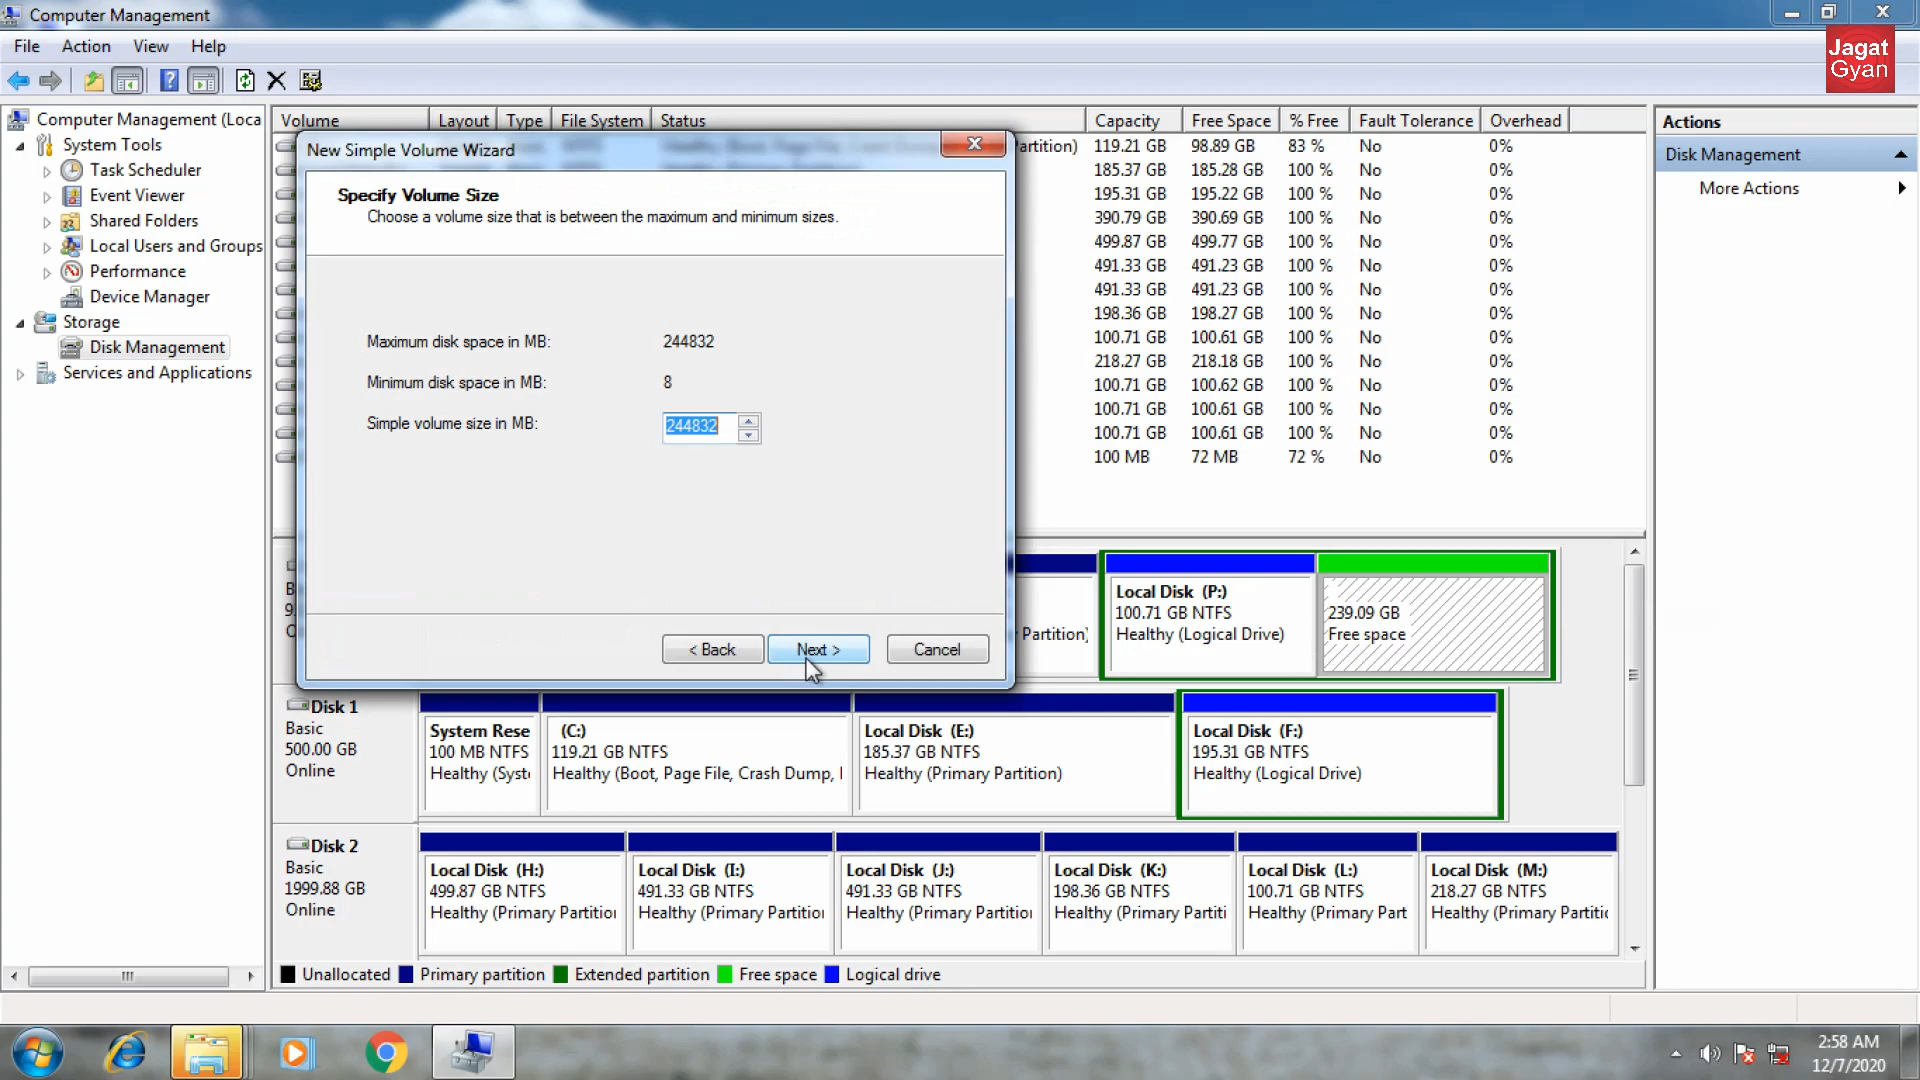 Computer Management
Jagat
Gyan
File Action View Help
Computer Management (Loca
System Tools
Task Scheduler
Event Viewer
Shared Folders
Local Users and Groups
Performance
Device Manager
Storage
Disk Management
Services and Applications
Volume Layout Type File System Status Capacity Free Space % Free Fault Tolerance Overhead
Partition) 119.21 GB 98.89 GB 83 % No 0%
185.37 GB 185.28 GB 100 % No 0%
195.31 GB 195.22 GB 100 % No 0%
390.79 GB 390.69 GB 100 % No 0%
499.87 GB 499.77 GB 100 % No 0%
491.33 GB 491.23 GB 100 % No 0%
491.33 GB 491.23 GB 100 % No 0%
198.36 GB 198.27 GB 100 % No 0%
100.71 GB 100.61 GB 100 % No 0%
218.27 GB 218.18 GB 100 % No 0%
100.71 GB 100.62 GB 100 % No 0%
100.71 GB 100.61 GB 100 % No 0%
100.71 GB 100.61 GB 100 % No 0%
100 MB 72 MB 72 % No 0%
Actions
Disk Management
More Actions
New Simple Volume Wizard
Specify Volume Size
Choose a volume size that is between the maximum and minimum sizes.
Maximum disk space in MB: 244832
Minimum disk space in MB: 8
Simple volume size in MB: 244832
< Back Next > Cancel
B
9.
O
Partition)
Local Disk (P:)
100.71 GB NTFS
Healthy (Logical Drive)
239.09 GB
Free space
Disk 1
Basic
500.00 GB
Online
System Rese
100 MB NTFS
Healthy (Syst
(C:)
119.21 GB NTFS
Healthy (Boot, Page File, Crash Dump, I
Local Disk (E:)
185.37 GB NTFS
Healthy (Primary Partition)
Local Disk (F:)
195.31 GB NTFS
Healthy (Logical Drive)
Disk 2
Basic
1999.88 GB
Online
Local Disk (H:)
499.87 GB NTFS
Healthy (Primary Partitior
Local Disk (I:)
491.33 GB NTFS
Healthy (Primary Partitior
Local Disk (J:)
491.33 GB NTFS
Healthy (Primary Partitior
Local Disk (K:)
198.36 GB NTFS
Healthy (Primary Partiti
Local Disk (L:)
100.71 GB NTFS
Healthy (Primary Part
Local Disk (M:)
218.27 GB NTFS
Healthy (Primary Partitic
Unallocated Primary partition Extended partition Free space Logical drive
2:58 AM
12/7/2020